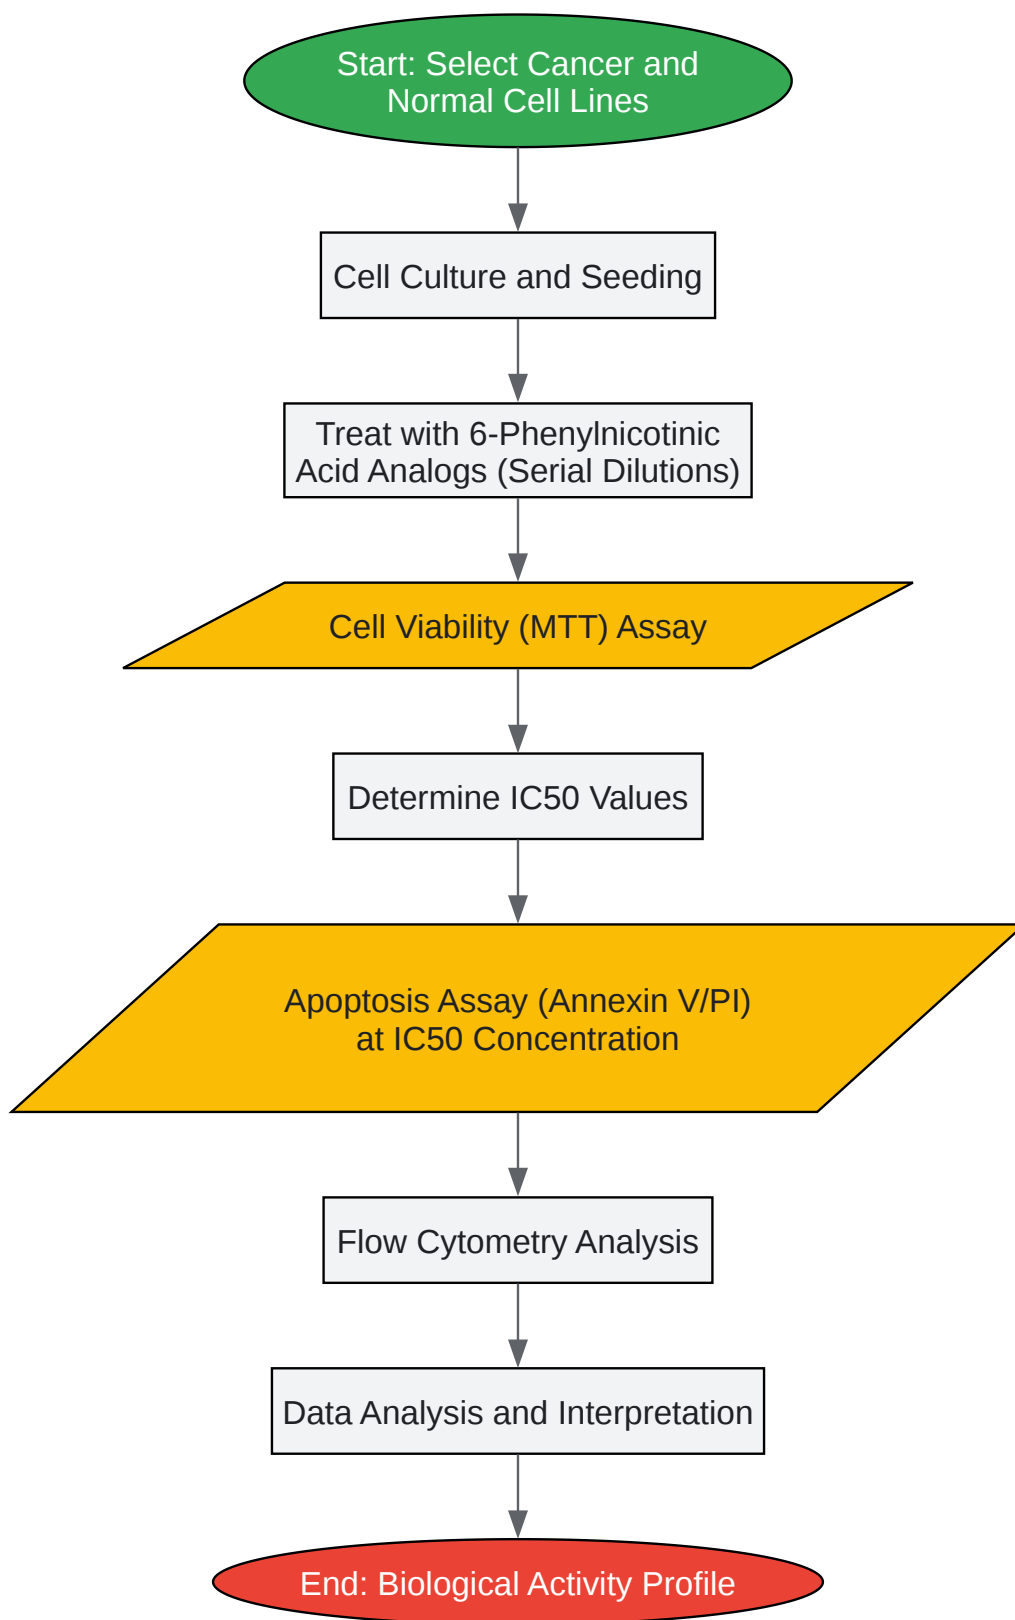 Start: Select Cancer and
Normal Cell Lines
Cell Culture and Seeding
Treat with 6-Phenylnicotinic
Acid Analogs (Serial Dilutions)
Cell Viability (MTT) Assay
Determine IC50 Values
Apoptosis Assay (Annexin V/PI)
at IC50 Concentration
Flow Cytometry Analysis
Data Analysis and Interpretation
End: Biological Activity Profile